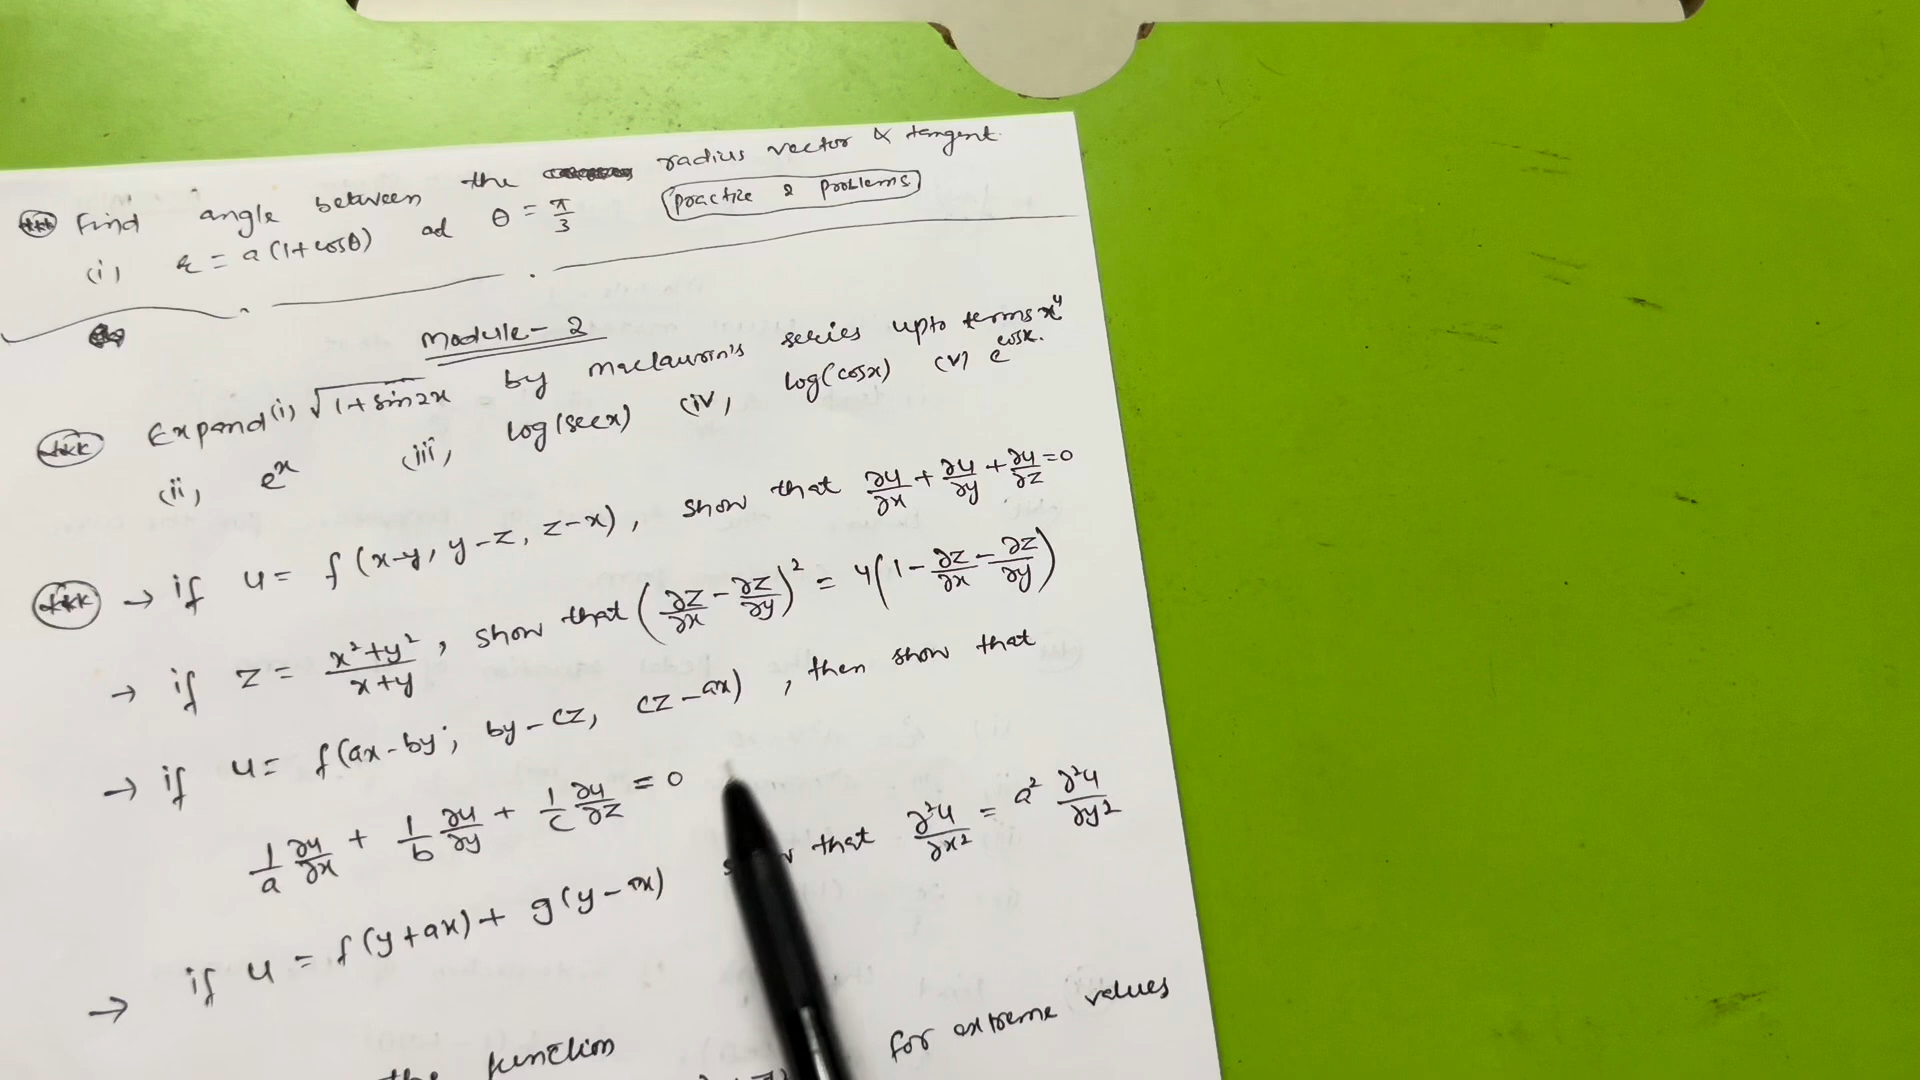 *** Find angle between the radius vector & tangent.
(i) r = a(1+cosθ) at θ = π/3 (practice 2 problems)
Module - 2
*** Expand (i) √(1+sin2x) by maclaurin's series upto terms x⁴
(ii) eˣ (iii) log(secx) (iv) log(cosx) (v) e^cosx.
*** → if u = f(x-y, y-z, z-x), show that ∂u/∂x + ∂u/∂y + ∂u/∂z = 0
→ if z = (x²+y²)/(x+y), show that (∂z/∂x - ∂z/∂y)² = 4(1 - ∂z/∂x - ∂z/∂y)
→ if u = f(ax-by, by-cz, cz-ax), then show that
1/a ∂u/∂x + 1/b ∂u/∂y + 1/c ∂u/∂z = 0
→ if u = f(y+ax) + g(y-ax) show that ∂²u/∂x² = a² ∂²u/∂y²
the function for extreme values